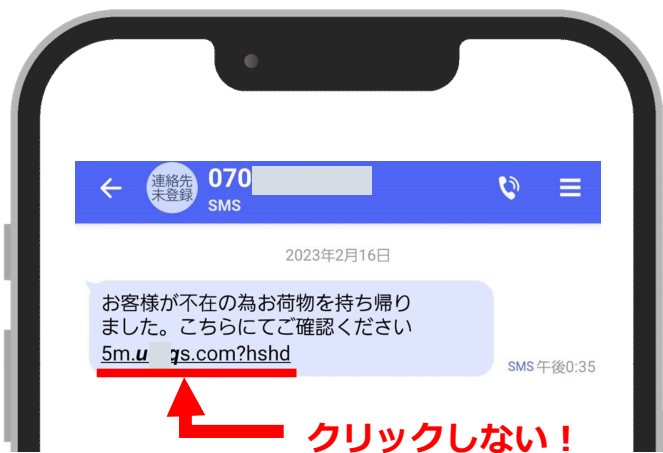 連絡先
未登録
070
SMS
2023年2月16日
お客様が不在の為お荷物を持ち帰り
ました。こちらにてご確認ください
5m.u qs.com?hshd
SMS 午後0:35
クリックしない！